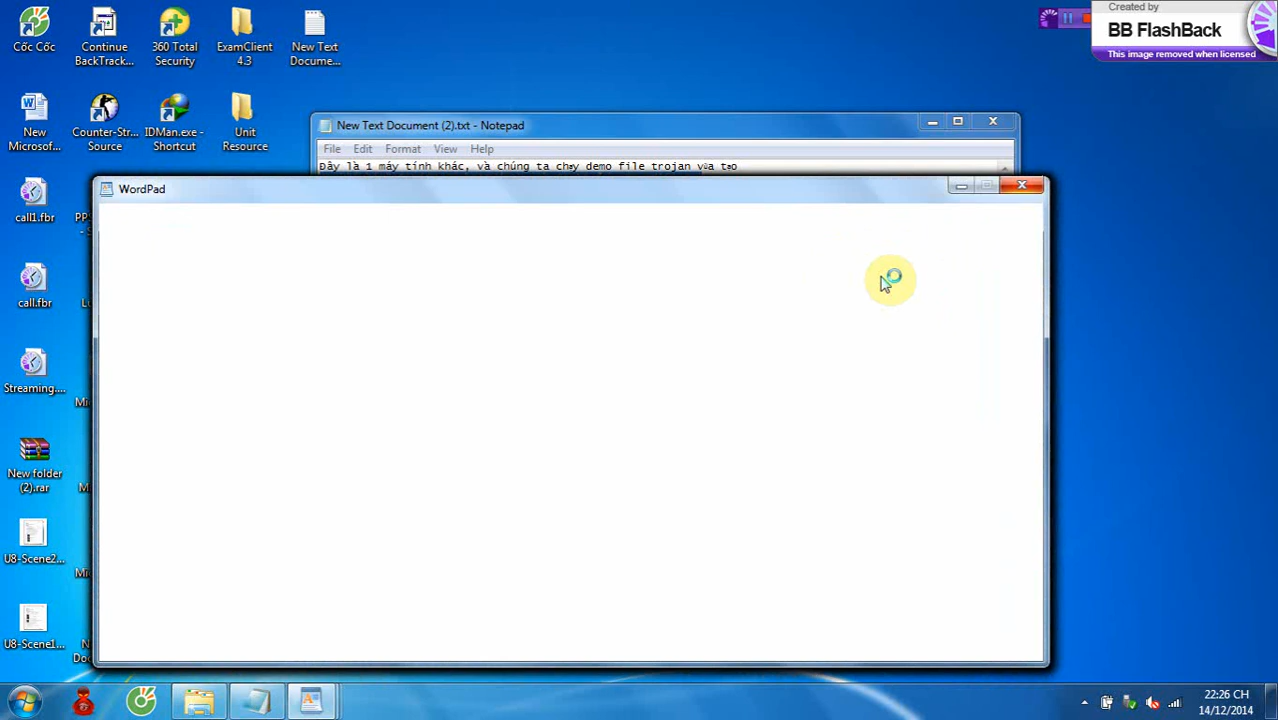 Created by
BB FlashBack
This image removed when licensed
Cốc Cốc
Continue
BackTrack...
360 Total
Security
ExamClient
4.3
New Text
Docume...
New
Microsof...
Counter-Str...
Source
IDMan.exe -
Shortcut
Unit
Resource
New Text Document (2).txt - Notepad
File Edit Format View Help
Đây là 1 máy tính khác, và chúng ta chạy demo file trojan vừa tạo
WordPad
call1.fbr
PP
call.fbr
Streaming....
Mi
New folder
(2).rar
U8-Scene2...
Mi
U8-Scene1...
N
Do
22:26 CH
14/12/2014